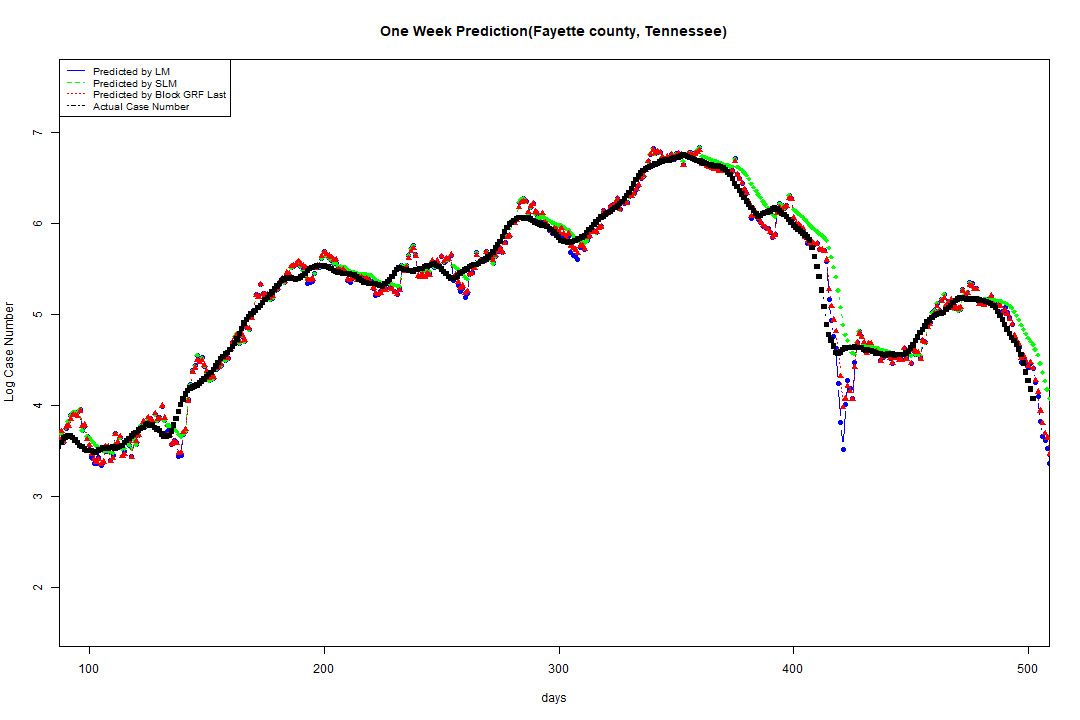 One Week Prediction(Fayette county, Tennessee)
Predicted by LM
Predicted by SLM
Predicted by Block GRF Last
Actual Case Number
7
6
5
4
3
2
Log Case Number
100 200 300 400 500
days